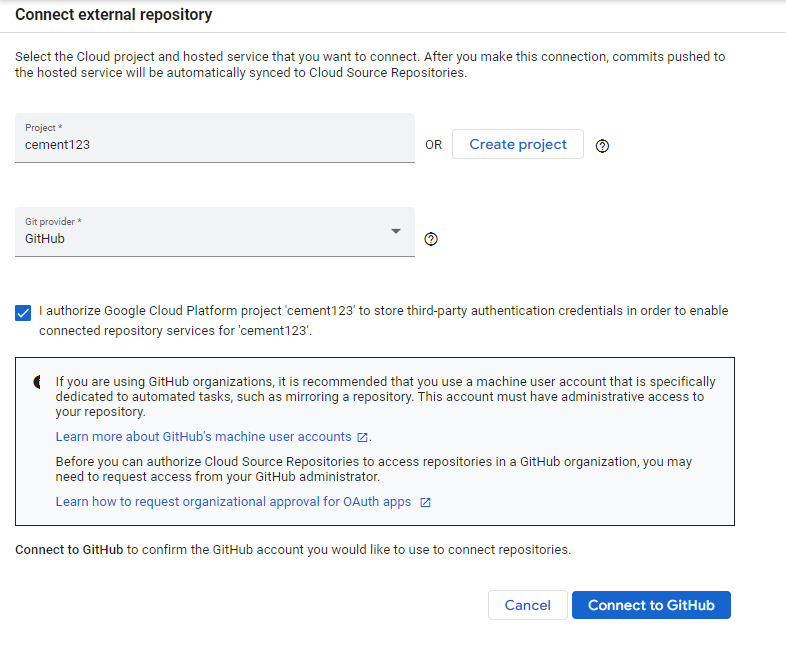 Connect external repository
Select the Cloud project and hosted service that you want to connect. After you make this connection, commits pushed to
the hosted service will be automatically synced to Cloud Source Repositories.
Project *
cement123
OR
Create project
Git provider *
GitHub
I authorize Google Cloud Platform project 'cement123' to store third-party authentication credentials in order to enable
connected repository services for 'cement123'.
If you are using GitHub organizations, it is recommended that you use a machine user account that is specifically
dedicated to automated tasks, such as mirroring a repository. This account must have administrative access to
your repository.
Learn more about GitHub's machine user accounts .
Before you can authorize Cloud Source Repositories to access repositories in a GitHub organization, you may
need to request access from your GitHub administrator.
Learn how to request organizational approval for OAuth apps
Connect to GitHub to confirm the GitHub account you would like to use to connect repositories.
Cancel
Connect to GitHub